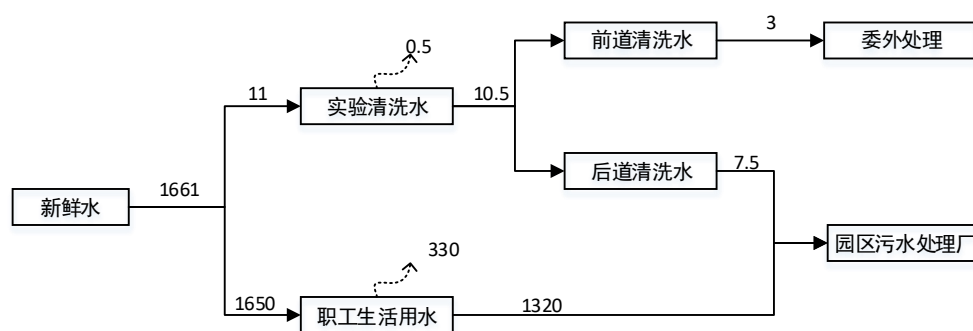 0.5
前道清洗水
3
委外处理
11
实验清洗水
10.5
后道清洗水
7.5
新鲜水
1661
园区污水处理厂
330
1650
职工生活用水
1320